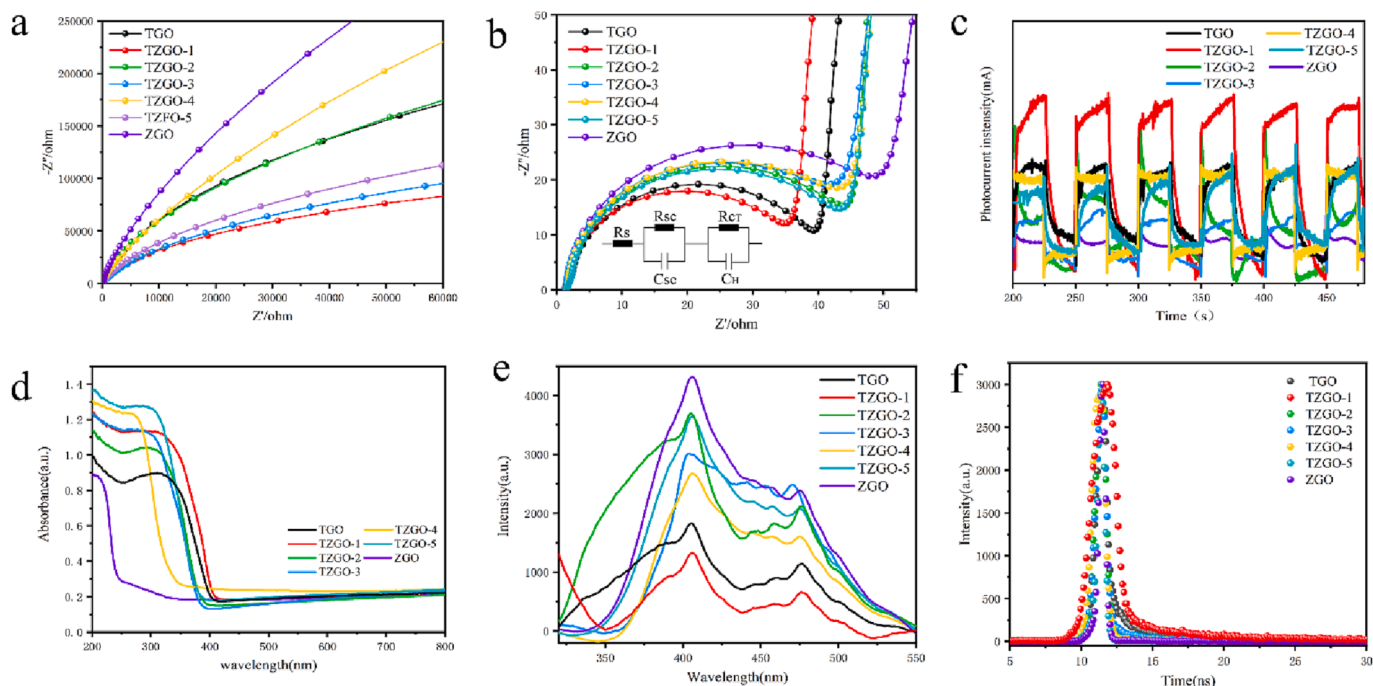 a
250000
200000
150000
100000
50000
0
-Z''/ohm
TGO
TZGO-1
TZGO-2
TZGO-3
TZGO-4
TZFO-5
ZGO
0 10000 20000 30000 40000 50000 60000
Z'/ohm
b
-50
50
40
30
20
10
0
-Z''/ohm
TGO
TZGO-1
TZGO-2
TZGO-3
TZGO-4
TZGO-5
ZGO
Rs
Rsc
RCT
Csc
CH
0 10 20 30 40 50
Z'/ohm
c
Photocurrent intensity(mA)
TGO TZGO-4
TZGO-1 TZGO-5
TZGO-2 ZGO
TZGO-3
200 250 300 350 400 450
Time (s)
d
1.4
1.2
1.0
0.8
0.6
0.4
0.2
0.0
Absorbance(a.u.)
TGO TZGO-4
TZGO-1 TZGO-5
TZGO-2 ZGO
TZGO-3
200 300 400 500 600 700 800
wavelength(nm)
e
4000
3000
2000
1000
0
Intensity(a.u.)
TGO
TZGO-1
TZGO-2
TZGO-3
TZGO-4
TZGO-5
ZGO
350 400 450 500 550
Wavelength(nm)
f
3000
2500
2000
1500
1000
500
0
Intensity(a.u.)
TGO
TZGO-1
TZGO-2
TZGO-3
TZGO-4
TZGO-5
ZGO
5 10 15 20 25 30
Time(ns)